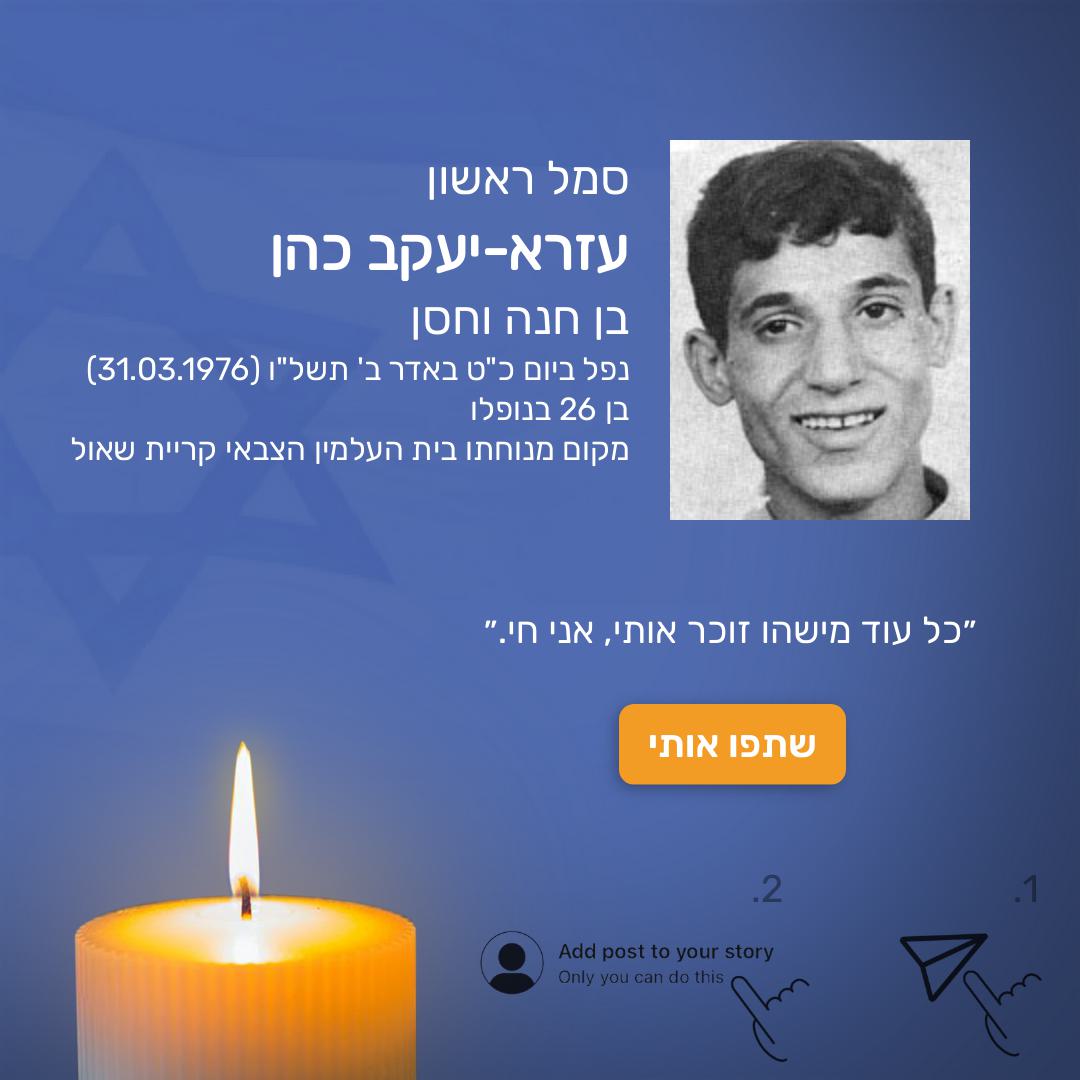 סמל ראשון
עזרא-יעקב כהן
בן חנה וחסן
נפל ביום כ"ט באדר ב' תשל"ו (31.03.1976)
בן 26 בנופלו
מקום מנוחתו בית העלמין הצבאי קריית שאול
״כל עוד מישהו זוכר אותי, אני חי.״
שתפו אותי
1.
2.
Add post to your story
Only you can do this